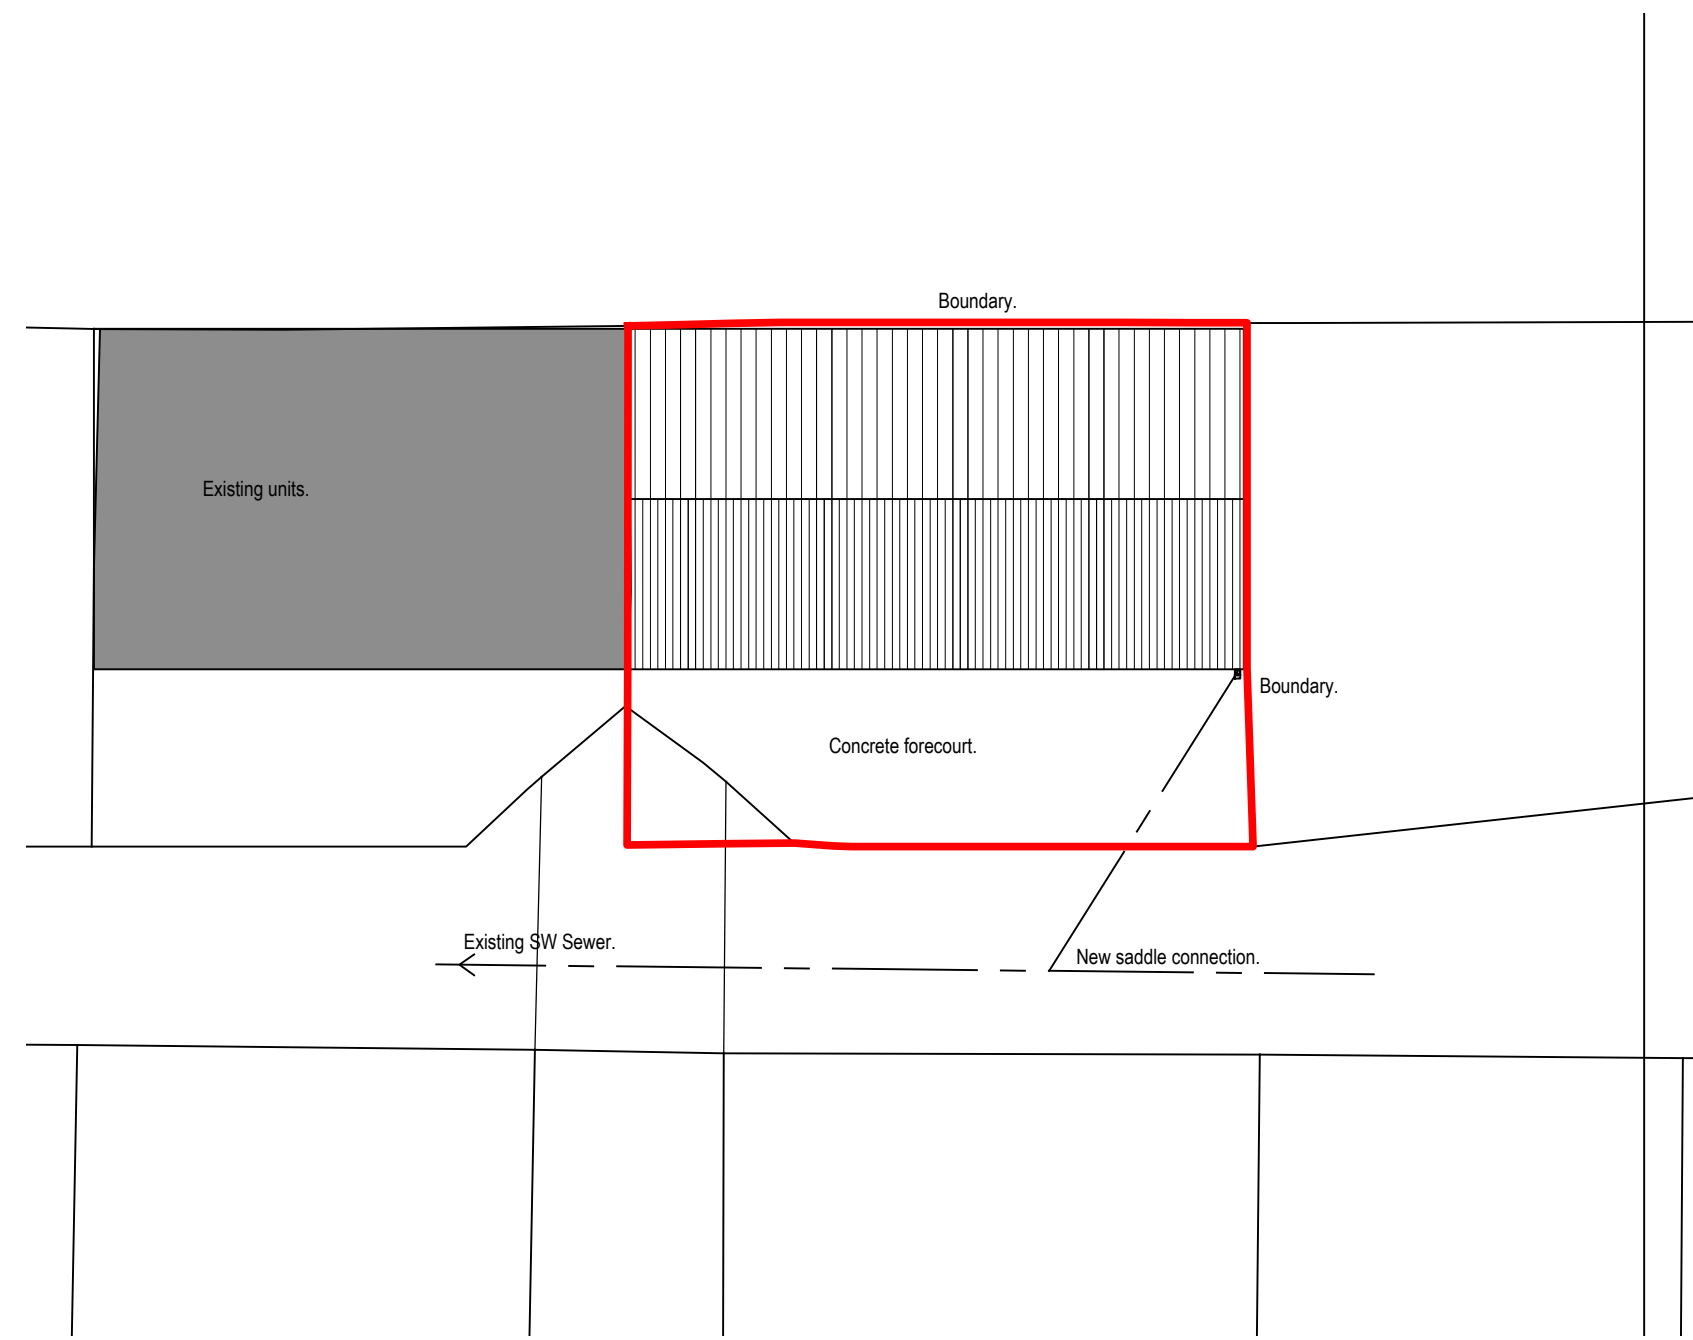 Boundary.
Existing units.
Boundary.
Concrete forecourt.
Existing SW Sewer.
New saddle connection.